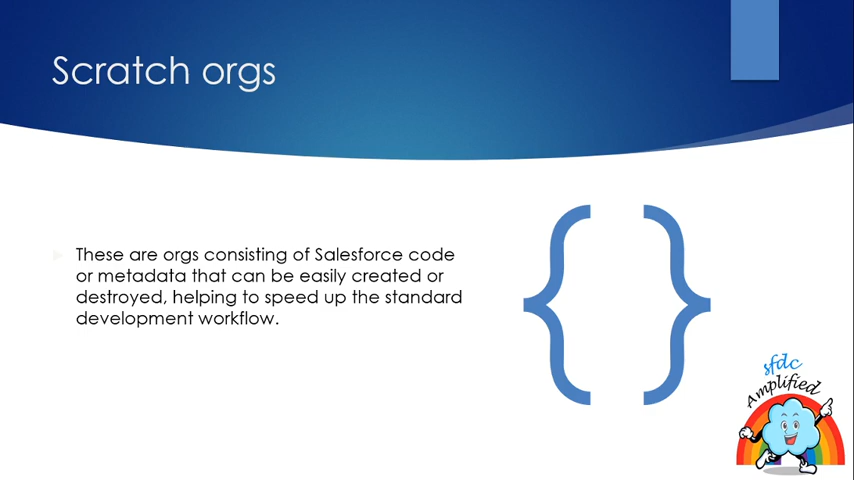 Scratch orgs
These are orgs consisting of Salesforce code
or metadata that can be easily created or
destroyed, helping to speed up the standard
development workflow.
{ }
sfdc
Amplified